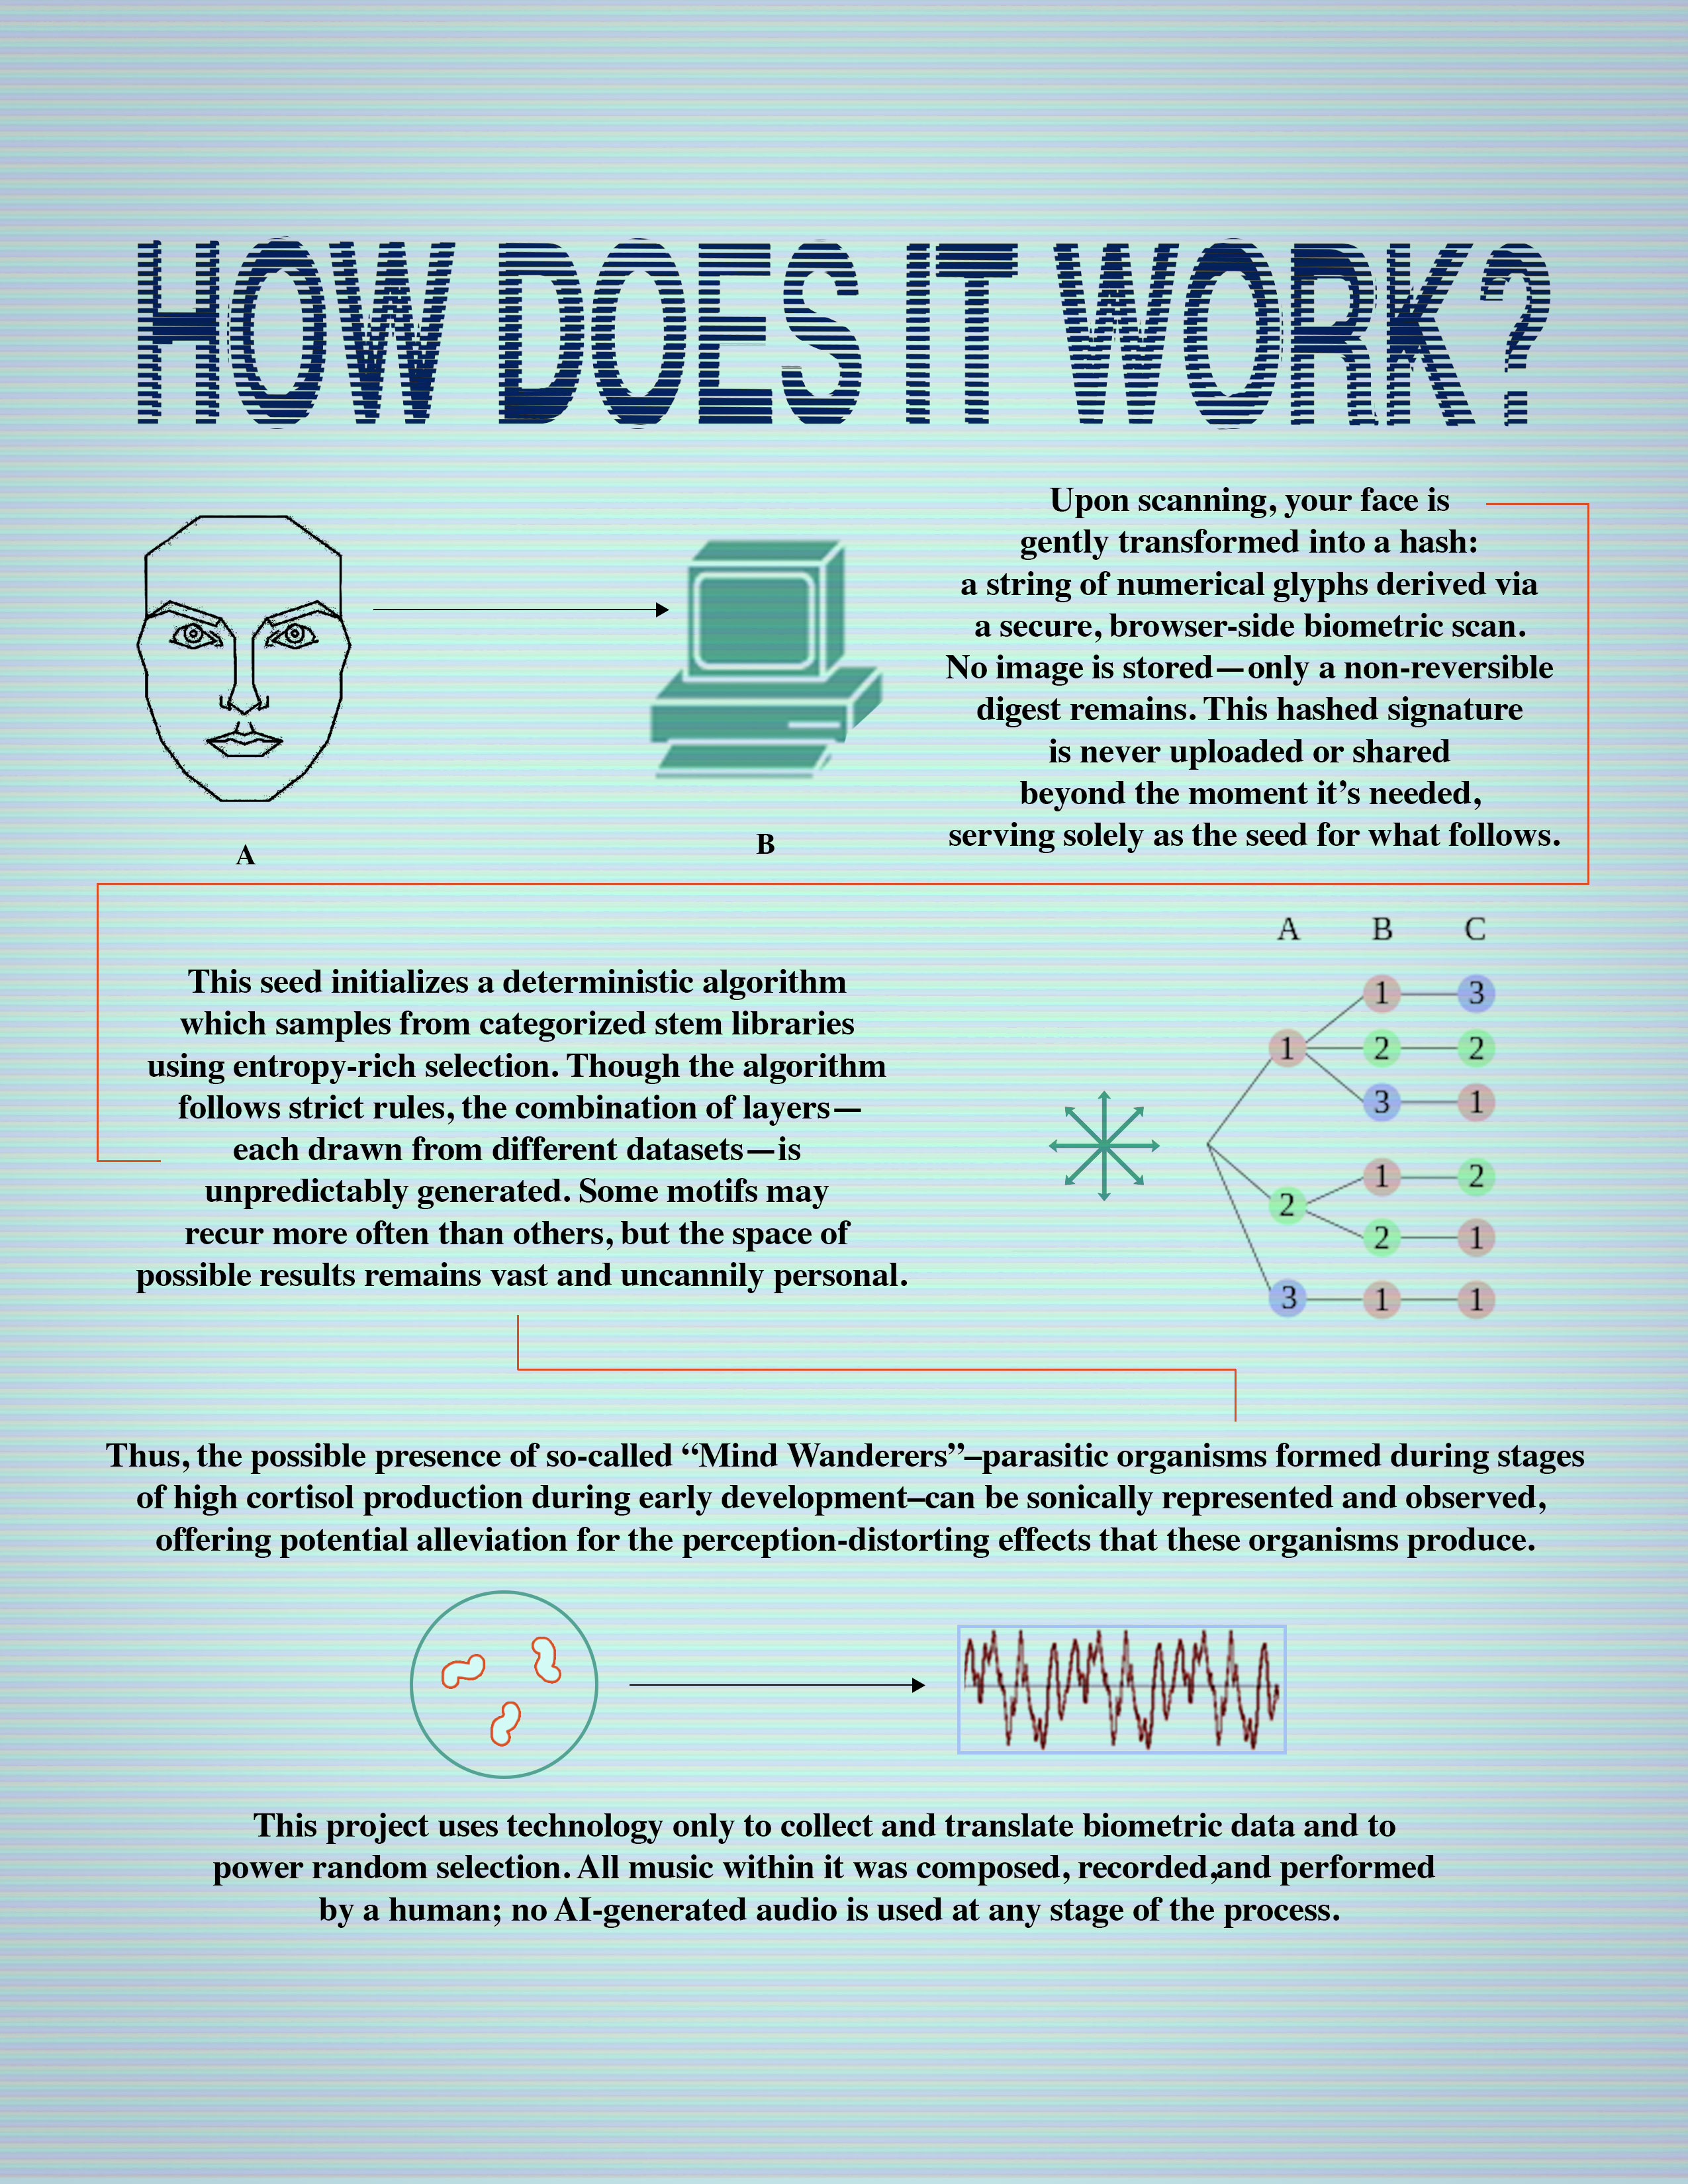 HOW DOES IT WORK?
Upon scanning, your face is
gently transformed into a hash:
a string of numerical glyphs derived via
a secure, browser-side biometric scan.
No image is stored—only a non-reversible
digest remains. This hashed signature
is never uploaded or shared
beyond the moment it’s needed,
serving solely as the seed for what follows.
A
B
This seed initializes a deterministic algorithm
which samples from categorized stem libraries
using entropy-rich selection. Though the algorithm
follows strict rules, the combination of layers—
each drawn from different datasets—is
unpredictably generated. Some motifs may
recur more often than others, but the space of
possible results remains vast and uncannily personal.
A B C
1 3
1 2 2
3 1
1 2
2
2 1
3 1 1
Thus, the possible presence of so-called “Mind Wanderers”–parasitic organisms formed during stages
of high cortisol production during early development–can be sonically represented and observed,
offering potential alleviation for the perception-distorting effects that these organisms produce.
This project uses technology only to collect and translate biometric data and to
power random selection. All music within it was composed, recorded,and performed
by a human; no AI-generated audio is used at any stage of the process.